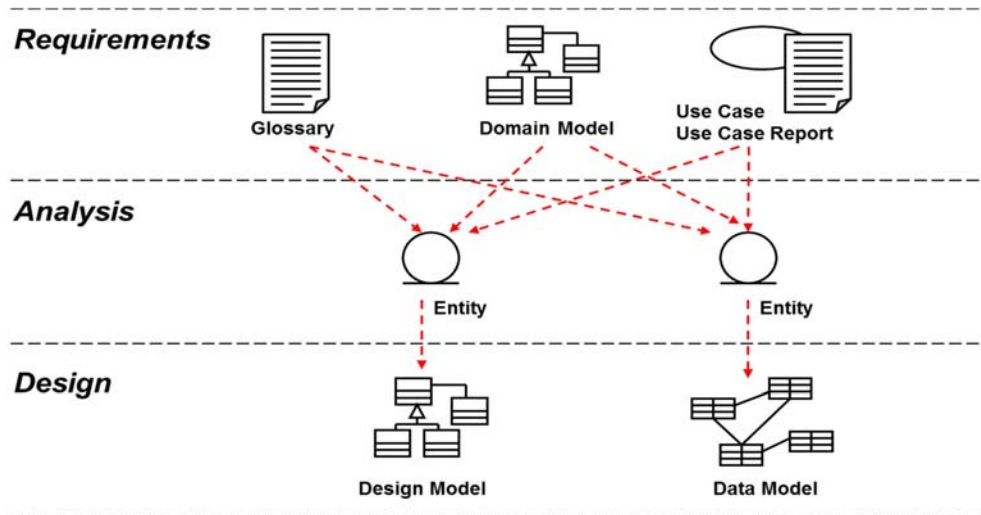 Requirements
Glossary
Domain Model
Use Case
Use Case Report
Analysis
Entity
Entity
Design
Design Model
Data Model